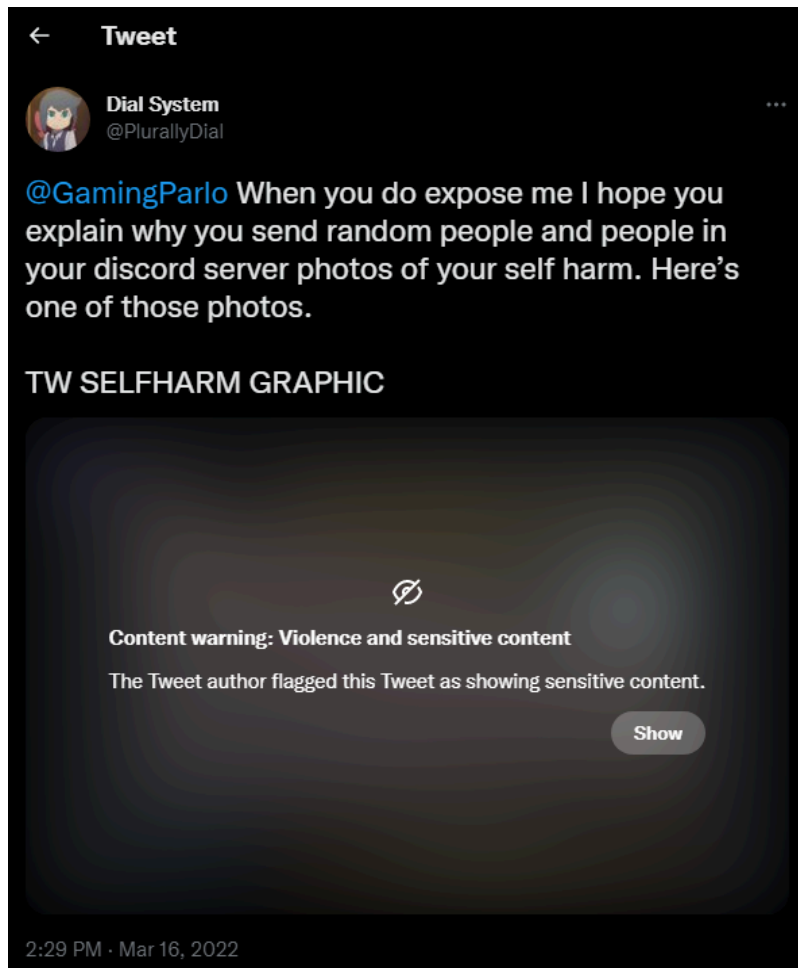 Tweet
Dial System
@PlurallyDial
@GamingParlo When you do expose me I hope you
explain why you send random people and people in
your discord server photos of your self harm. Here’s
one of those photos.
TW SELFHARM GRAPHIC
Content warning: Violence and sensitive content
The Tweet author flagged this Tweet as showing sensitive content.
Show
2:29 PM · Mar 16, 2022